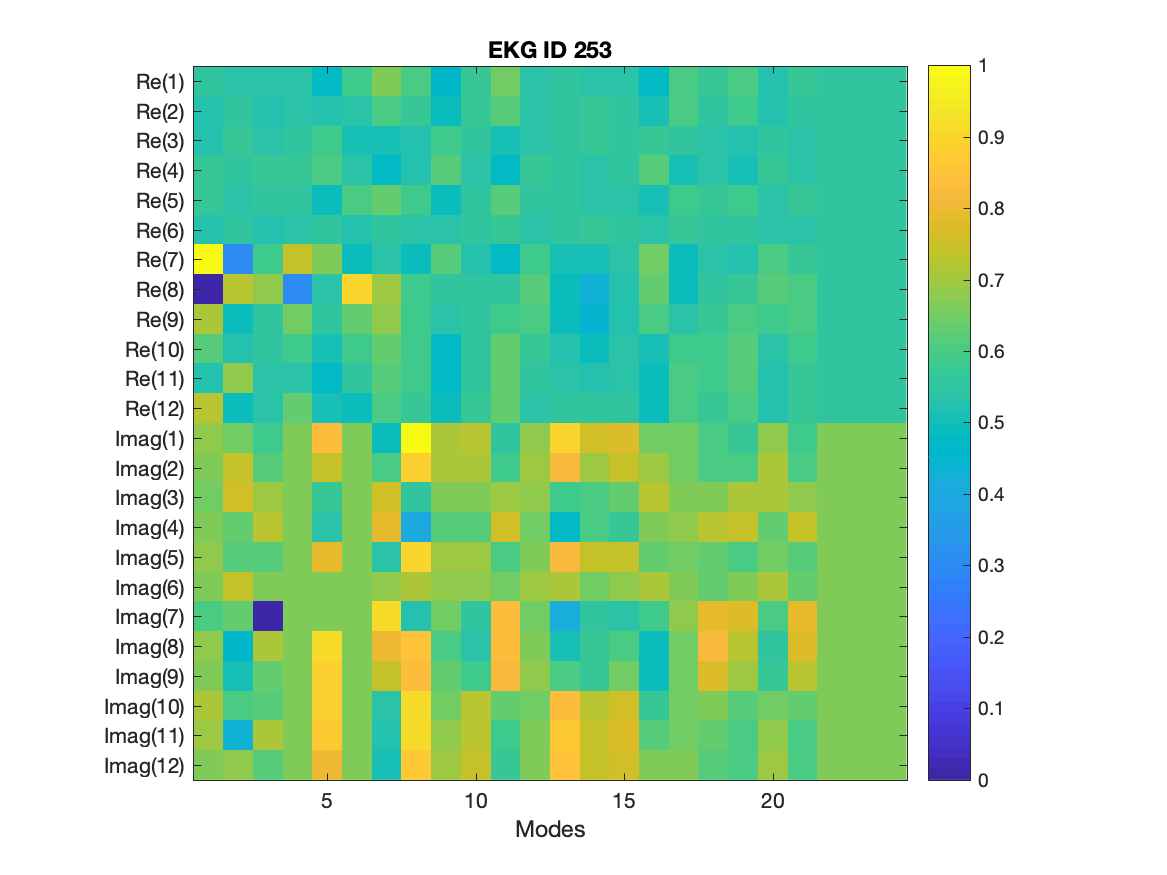 EKG ID 253
Re(1)
Re(2)
Re(3)
Re(4)
Re(5)
Re(6)
Re(7)
Re(8)
Re(9)
Re(10)
Re(11)
Re(12)
Imag(1)
Imag(2)
Imag(3)
Imag(4)
Imag(5)
Imag(6)
Imag(7)
Imag(8)
Imag(9)
Imag(10)
Imag(11)
Imag(12)
5 10 15 20
Modes
1
0.9
0.8
0.7
0.6
0.5
0.4
0.3
0.2
0.1
0